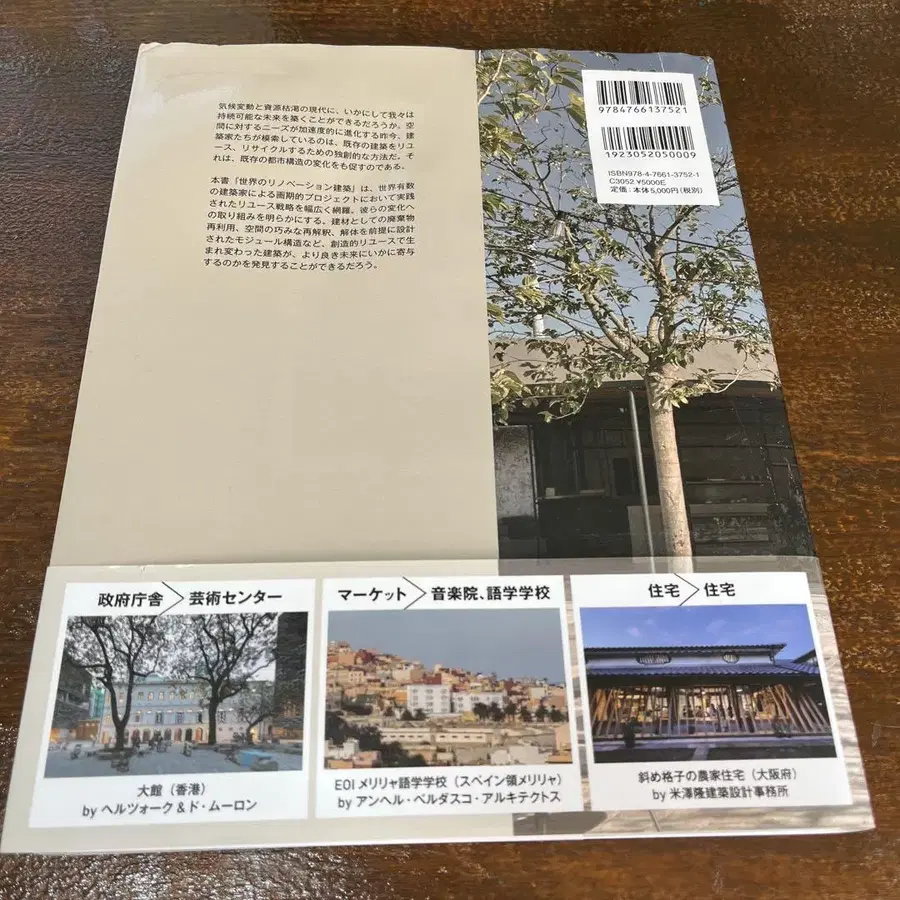 気候変動と資源枯渇の現代に、いかにして我々は
持続可能な未来を築くことができるだろうか。空
間に対するニーズが加速度的に進化する昨今、建
築家たちが模索しているのは、既存の建築をリユ
ース、リサイクルするための独創的な方法だ。そ
れは、既存の都市構造の変化をも促すのである。
本書「世界のリノベーション建築」は、世界有数
の建築家による画期的プロジェクトにおいて実践
されたリユース戦略を幅広く網羅。彼らの変化へ
の取り組みを明らかにする。建材としての廃棄物
再利用、空間の巧みな再解釈、解体を前提に設計
されたモジュール構造など、創造的リユースで生
まれ変わった建築が、より良き未来にいかに寄与
するのかを発見することができるだろう。
9784766137521
1923052050009
ISBN978-4-7661-3752-1
C3052 ¥5000E
定価:本体 5,000円(税別)
政府庁舎>芸術センター
大館（香港）
by ヘルツォーク&ド・ムーロン
マーケット>音楽院、語学学校
EOI メリリャ語学学校（スペイン領メリリャ）
by アンヘル・ベルダスコ・アルキテクトス
住宅>住宅
斜め格子の農家住宅（大阪府）
by 米澤隆建築設計事務所